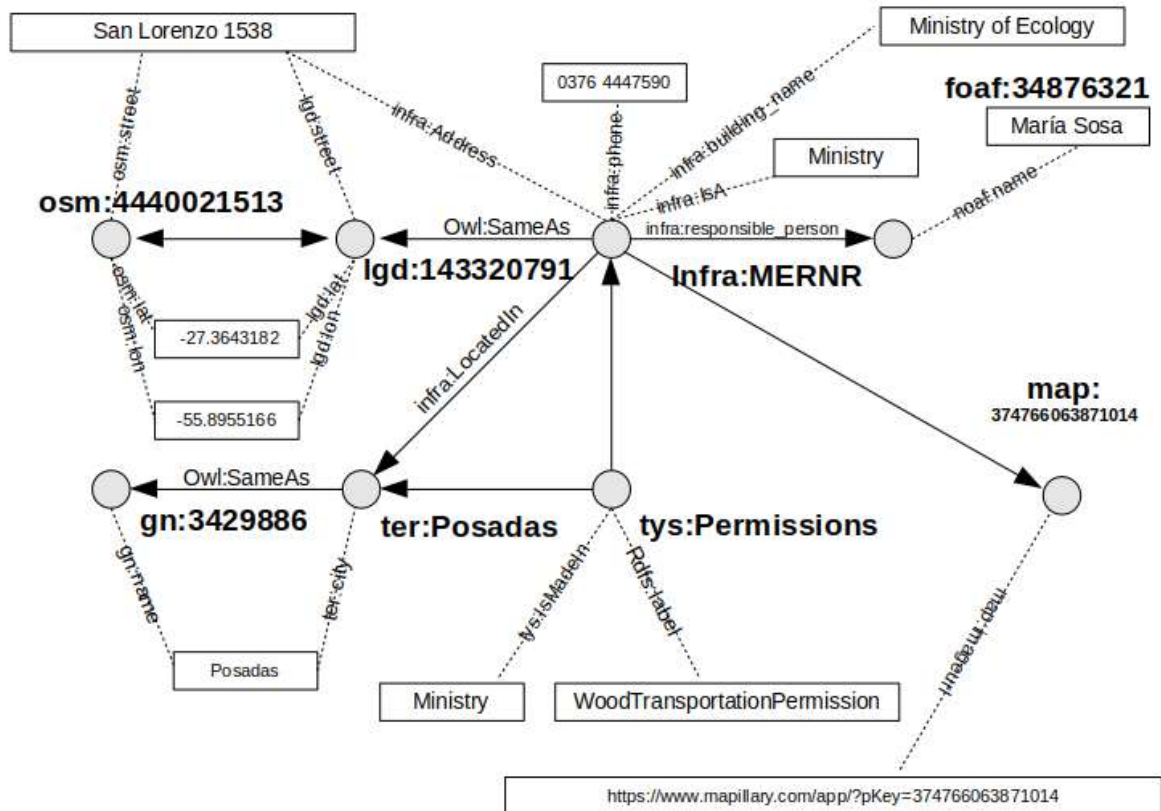 San Lorenzo 1538
Ministry of Ecology
0376 4447590
foaf:34876321
María Sosa
osm:street
lgd:street
infra:Address
infra:phone
infra:building_name
Ministry
infra:IsA
noaf:name
osm:4440021513
Owl:SameAs
infra:responsible_person
lgd:143320791
Infra:MERNR
osm:lat
osm:lon
lgd:lat
lgd:lon
-27.3643182
infra:LocatedIn
map:
374766063871014
-55.8955166
Owl:SameAs
gn:3429886
ter:Posadas
tys:Permissions
gn:name
ter:city
tys:IsMadeIn
Rdfs:label
map:imageurl
Posadas
Ministry
WoodTransportationPermission
https://www.mapillary.com/app/?pKey=374766063871014